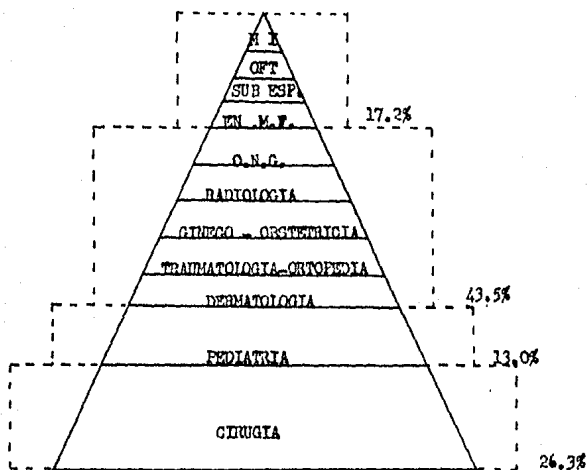 M I
OFT
SUB ESP.
EN .M.F.
17.2%
O.N.G.
RADIOLOGIA
GINEGO - OBSTETRICIA
TRAUMATOLOGIA-ORTOPEDIA
DERMATOLOGIA
43.5%
PEDIATRIA
13.0%
CIRUGIA
26.3%